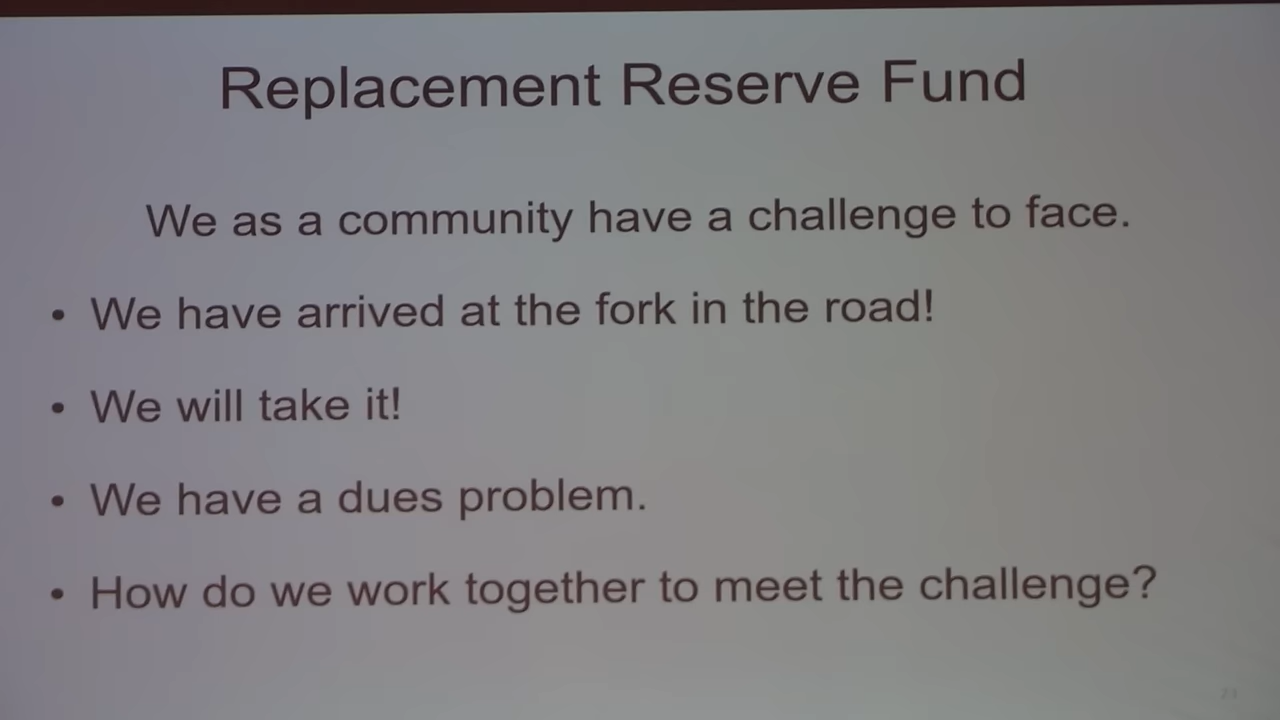 Replacement Reserve Fund
We as a community have a challenge to face.
• We have arrived at the fork in the road!
• We will take it!
• We have a dues problem.
• How do we work together to meet the challenge?